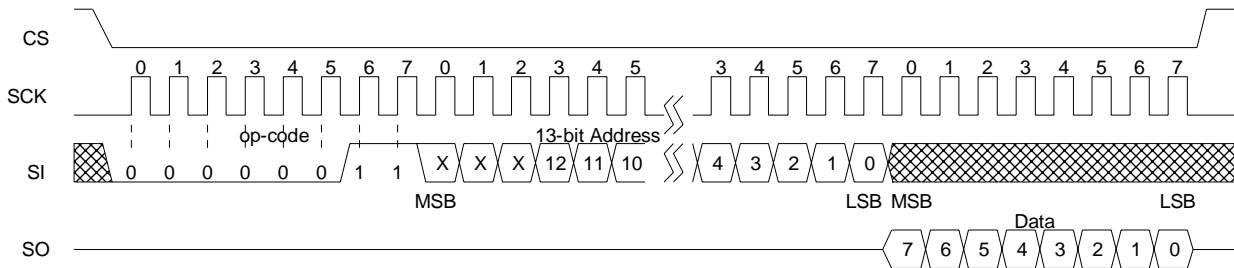 CS
0 1 2 3 4 5 6 7 0 1 2 3 4 5 3 4 5 6 7 0 1 2 3 4 5 6 7
SCK
op-code 13-bit Address
SI 0 0 0 0 0 0 1 1 X X X 12 11 10 4 3 2 1 0
MSB LSB MSB LSB
Data
SO 7 6 5 4 3 2 1 0